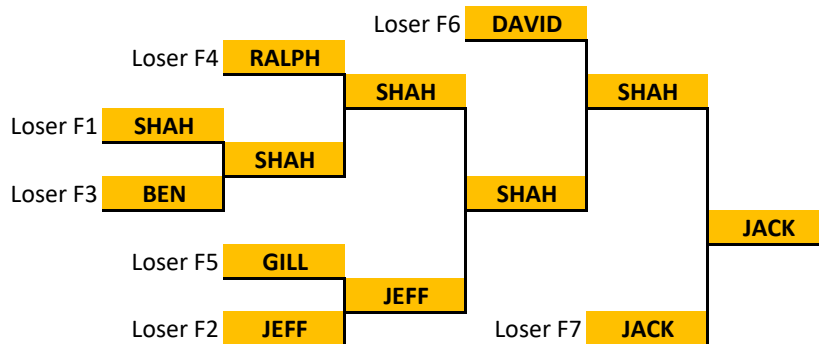 Loser F6 DAVID
Loser F4 RALPH
SHAH SHAH
Loser F1 SHAH
SHAH
Loser F3 BEN SHAH
JACK
Loser F5 GILL
JEFF
Loser F2 JEFF Loser F7 JACK